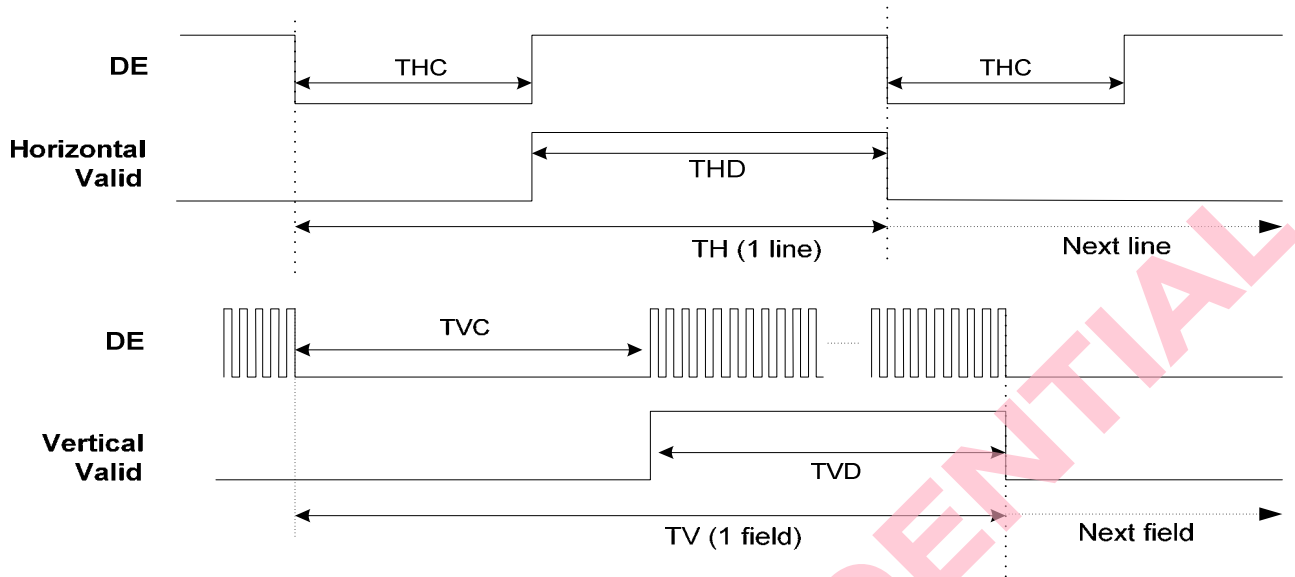 DE
THC
THC
Horizontal
Valid
THD
TH (1 line)
Next line
DE
TVC
Vertical
Valid
TVD
TV (1 field)
Next field
DENTIAL